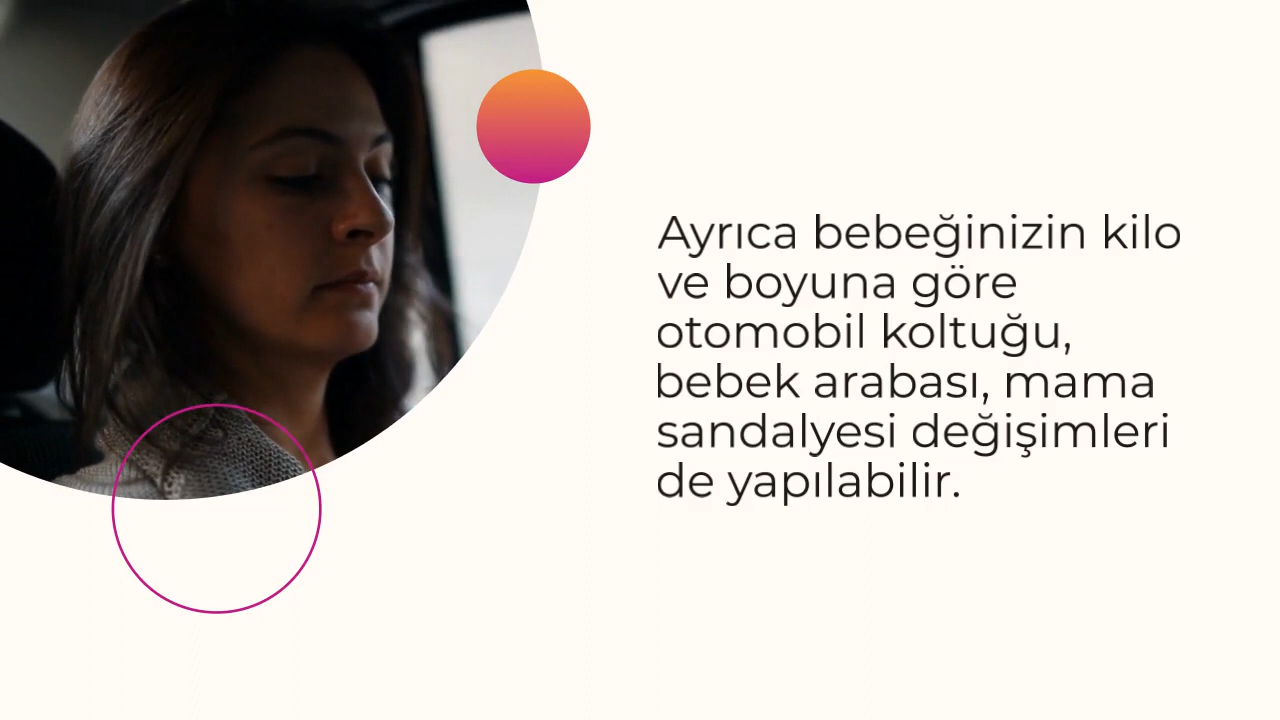 Ayrıca bebeğinizin kilo
ve boyuna göre
otomobil koltuğu,
bebek arabası, mama
sandalyesi değişimleri
de yapılabilir.